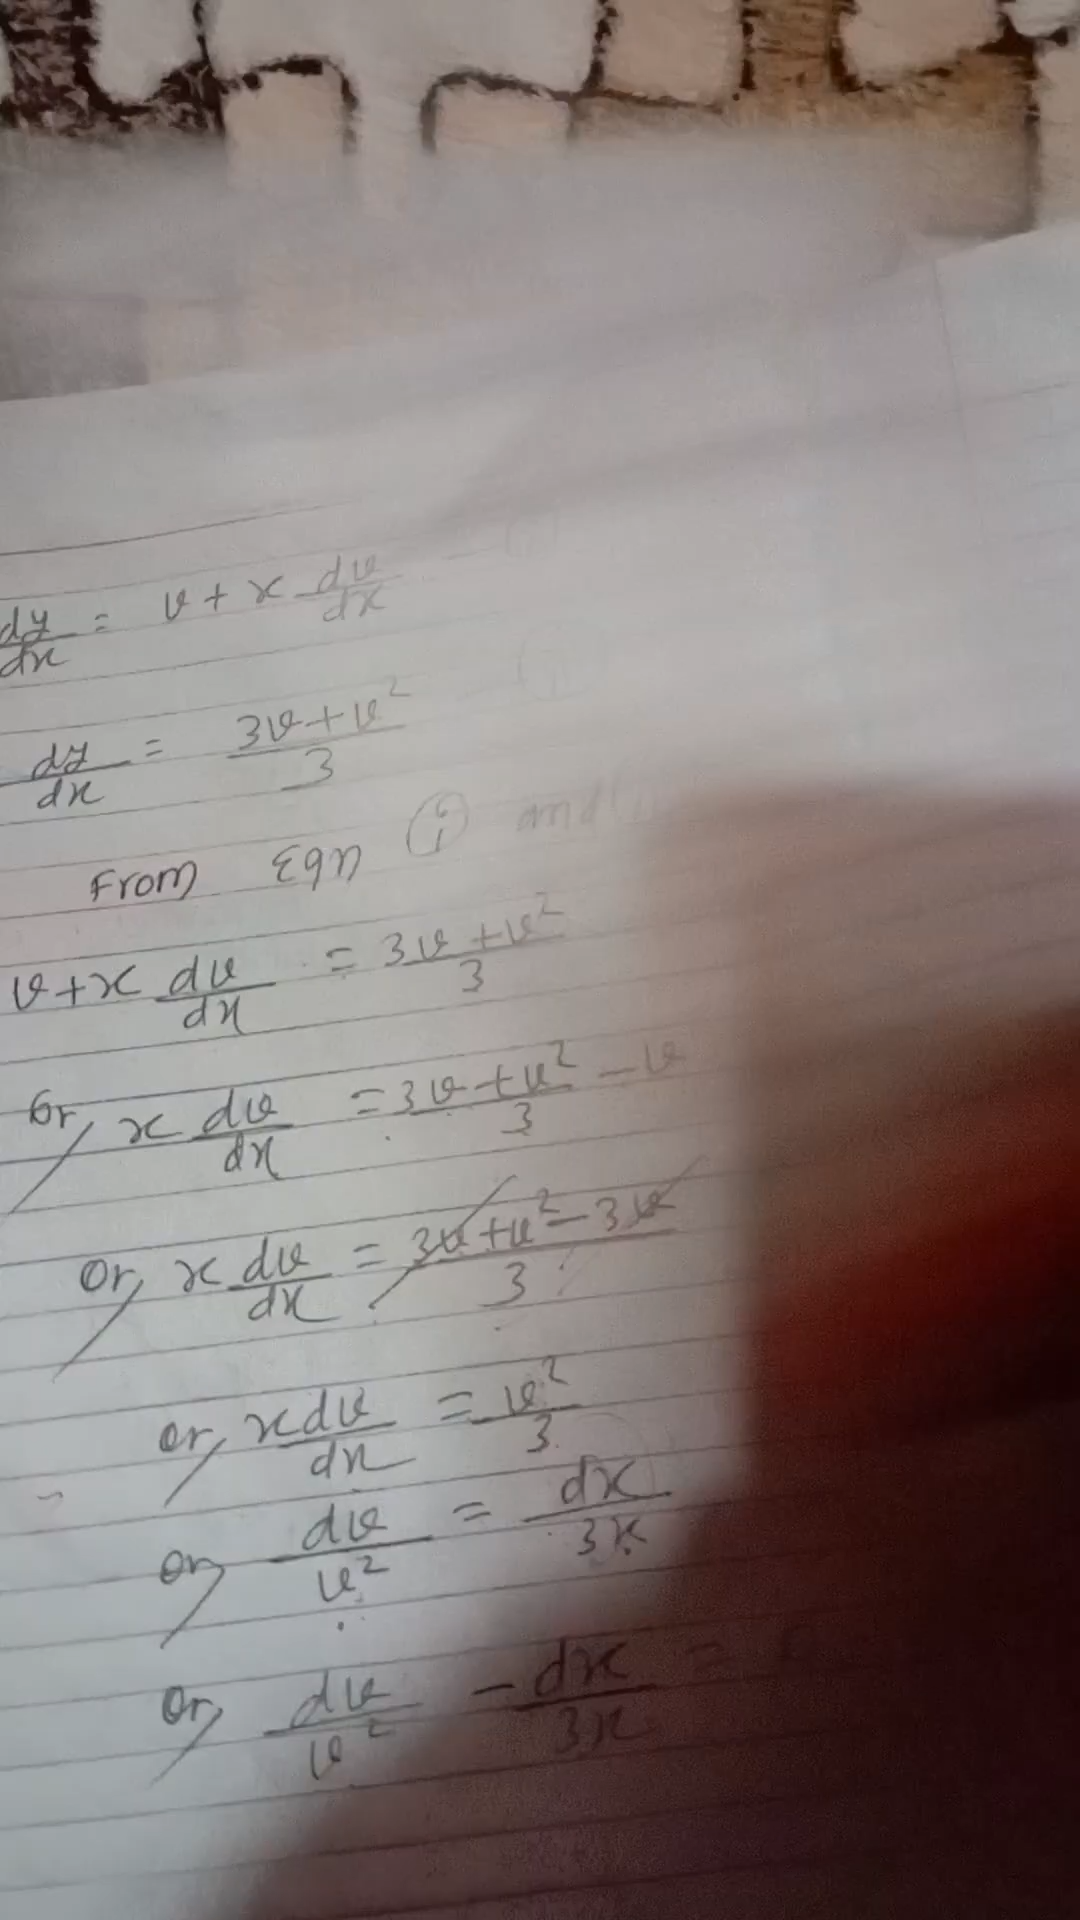 dy/dx = v + x dv/dx
dy/dx = (3v+v²)/3
From Eqn (i) and
v+x dv/dx = (3v+v²)/3
Or, x dv/dx = (3v+v²)/3 - v
Or, x dv/dx = (3v+v²-3v)/3
or, x dv/dx = v²/3
or, dv/v² = dx/3x
or, dv/v² - dx/3x =